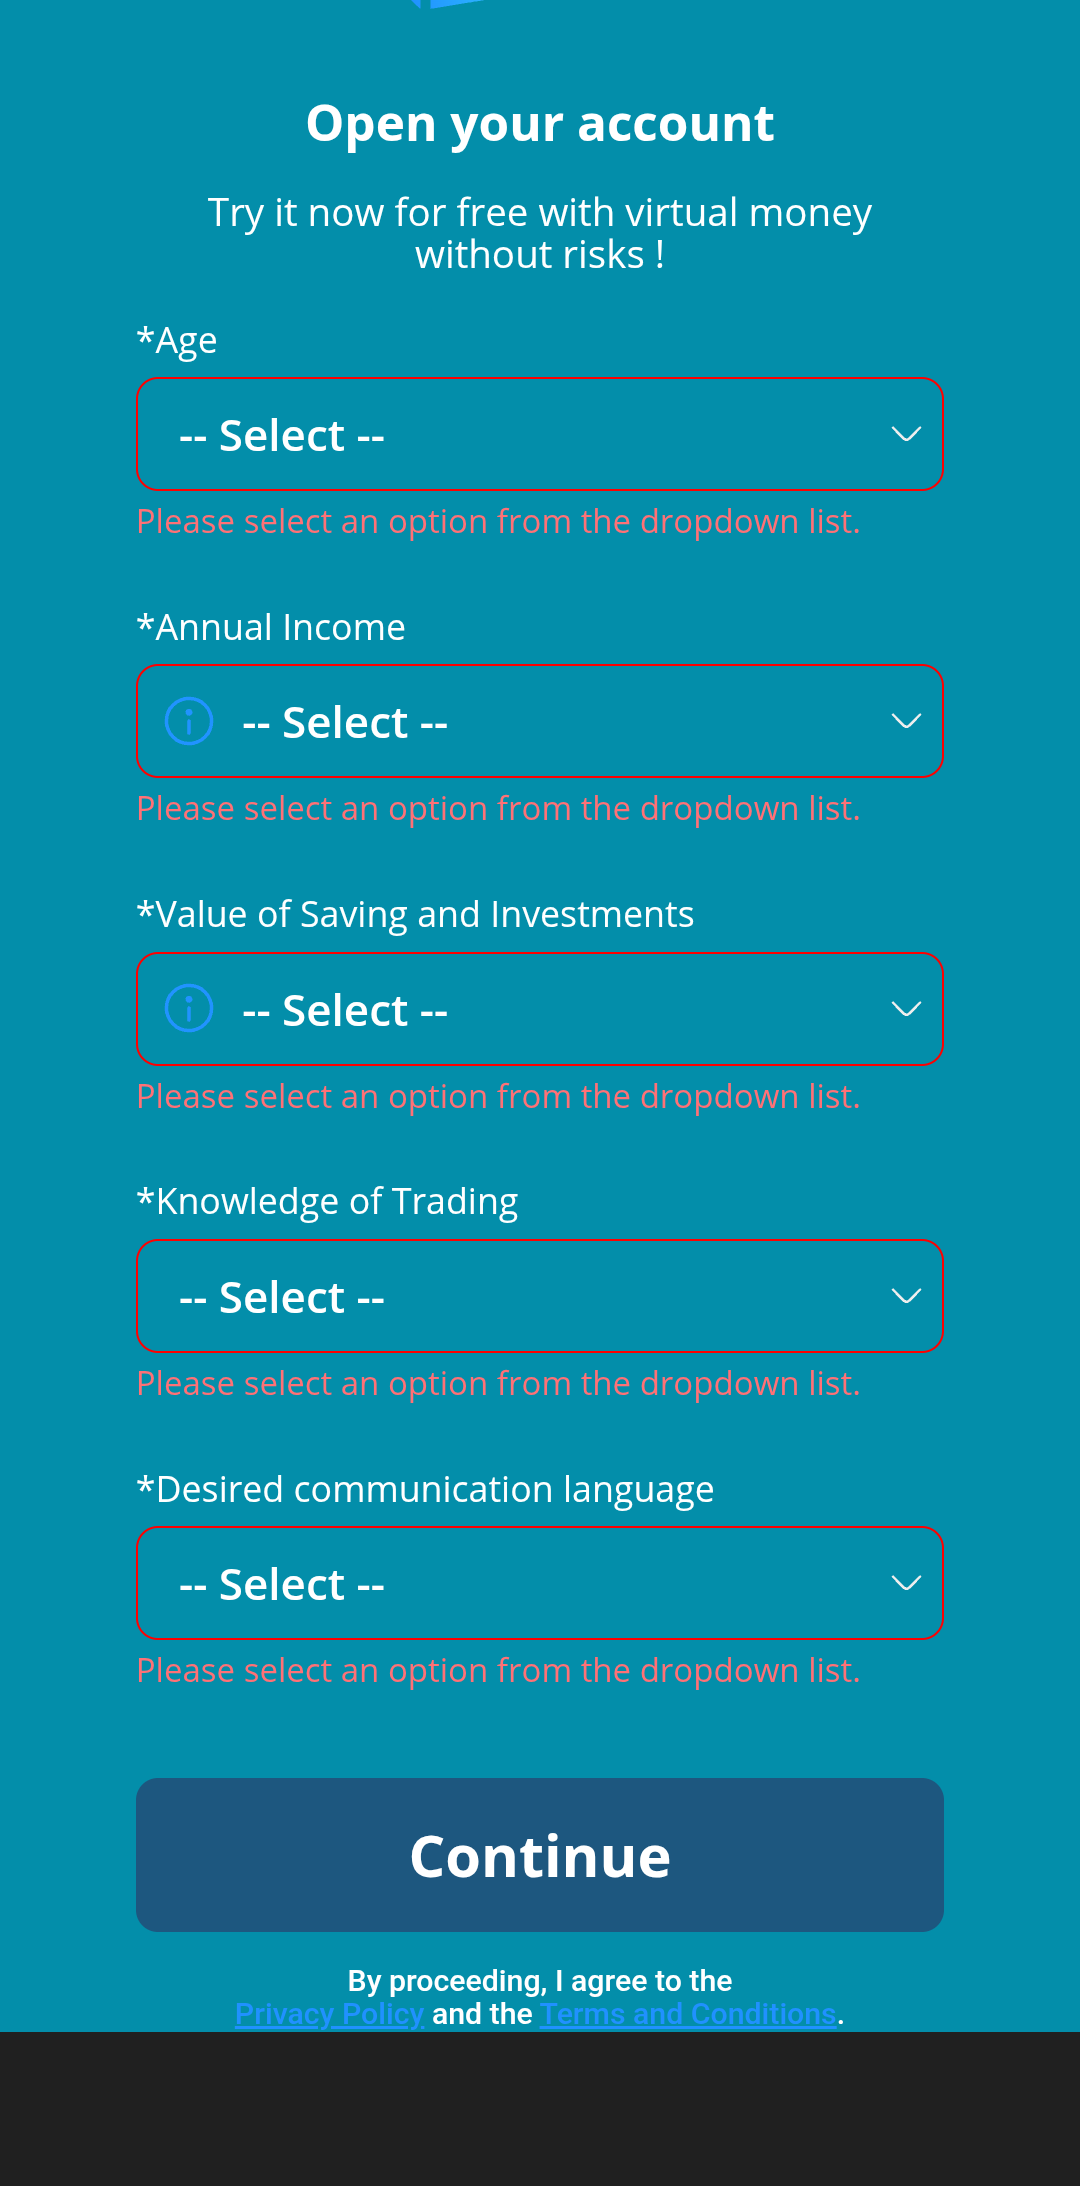 Open your account
Try it now for free with virtual money
without risks !
*Age
-- Select --
Please select an option from the dropdown list.
*Annual Income
-- Select --
Please select an option from the dropdown list.
*Value of Saving and Investments
-- Select --
Please select an option from the dropdown list.
*Knowledge of Trading
-- Select --
Please select an option from the dropdown list.
*Desired communication language
-- Select --
Please select an option from the dropdown list.
Continue
By proceeding, I agree to the
Privacy Policy and the Terms and Conditions.